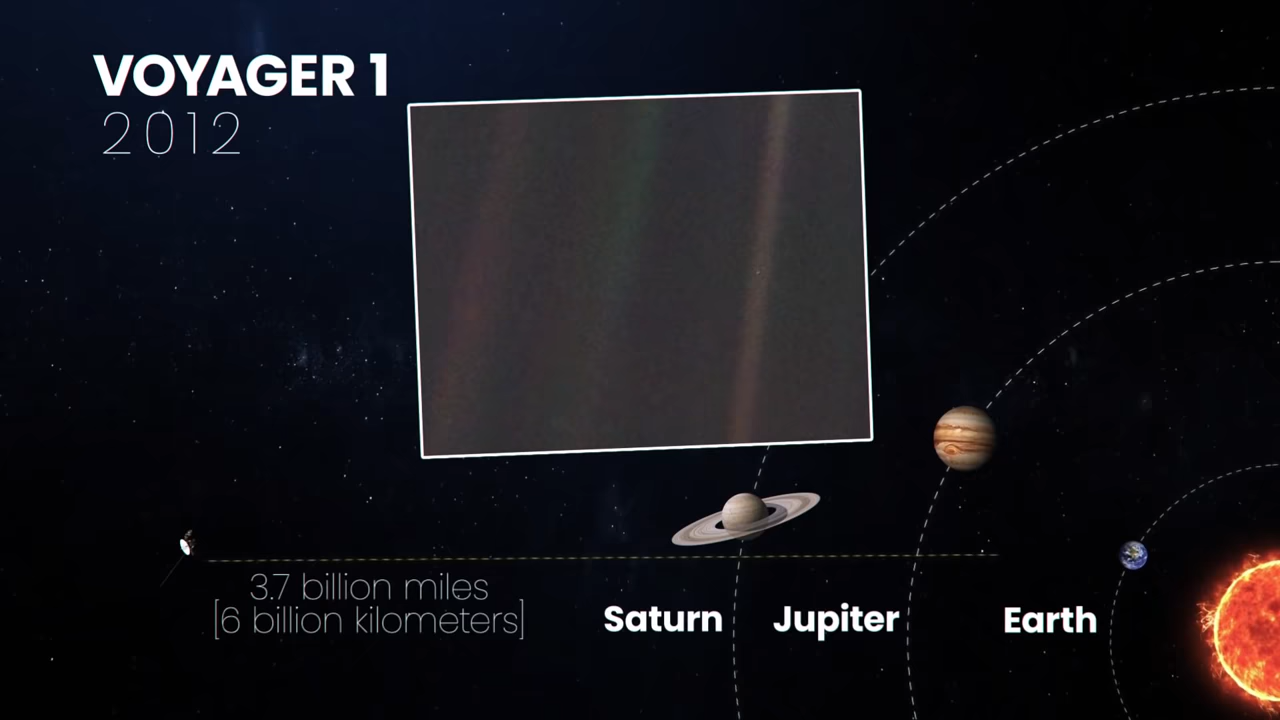 VOYAGER 1
2012
3.7 billion miles
[6 billion kilometers]
Saturn
Jupiter
Earth